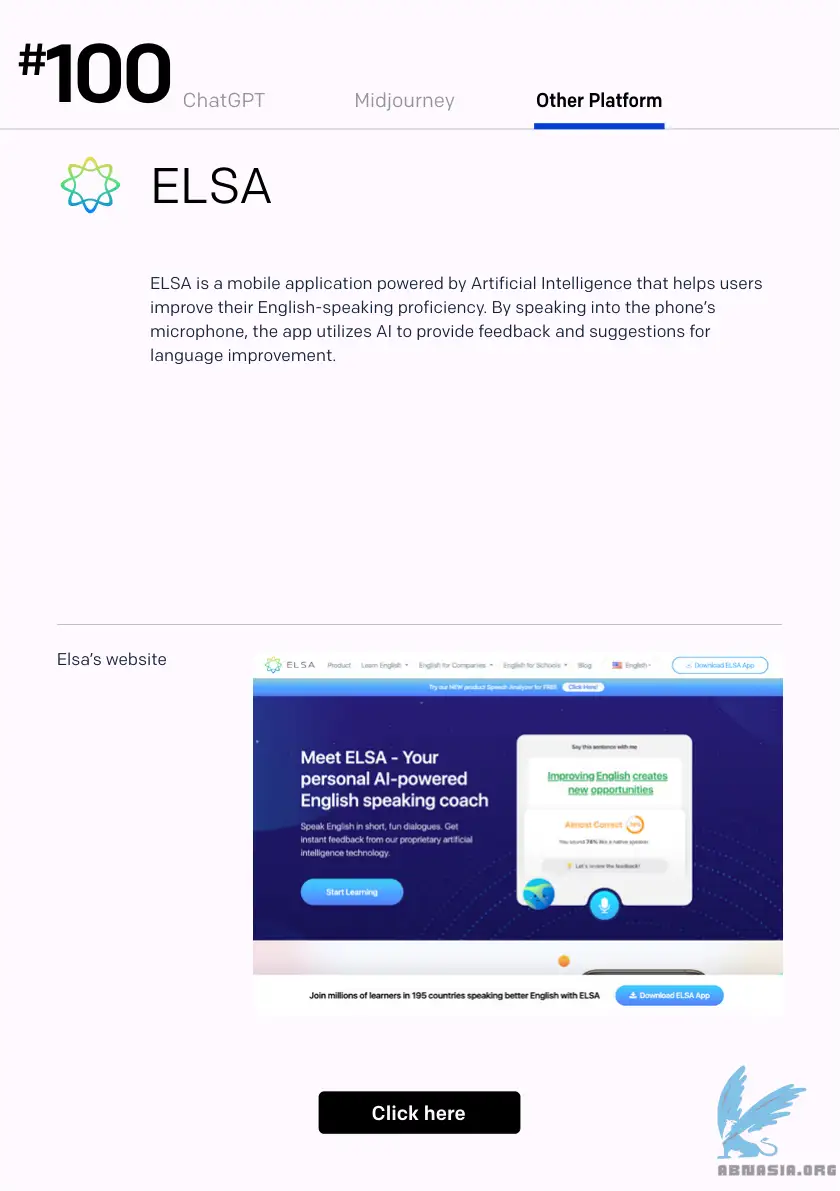 #100
ChatGPT
Midjourney
Other Platform
ELSA
ELSA is a mobile application powered by Artificial Intelligence that helps users
improve their English-speaking proficiency. By speaking into the phone’s
microphone, the app utilizes AI to provide feedback and suggestions for
language improvement.
Elsa’s website
ELSA Product Learn English English for Companies English for Schools Blog English Download ELSA App
Try our NEW product Speech Analyzer for FREE Click Here!
Meet ELSA - Your
personal AI-powered
English speaking coach
Speak English in short, fun dialogues. Get
instant feedback from our proprietary artificial
intelligence technology.
Start Learning
Say this sentence with me
Improving English creates
new opportunities
Almost Correct
You sound 74% like a native speaker
Let's review the feedback!
Join millions of learners in 195 countries speaking better English with ELSA
Download ELSA App
Click here
ABNASIA.ORG